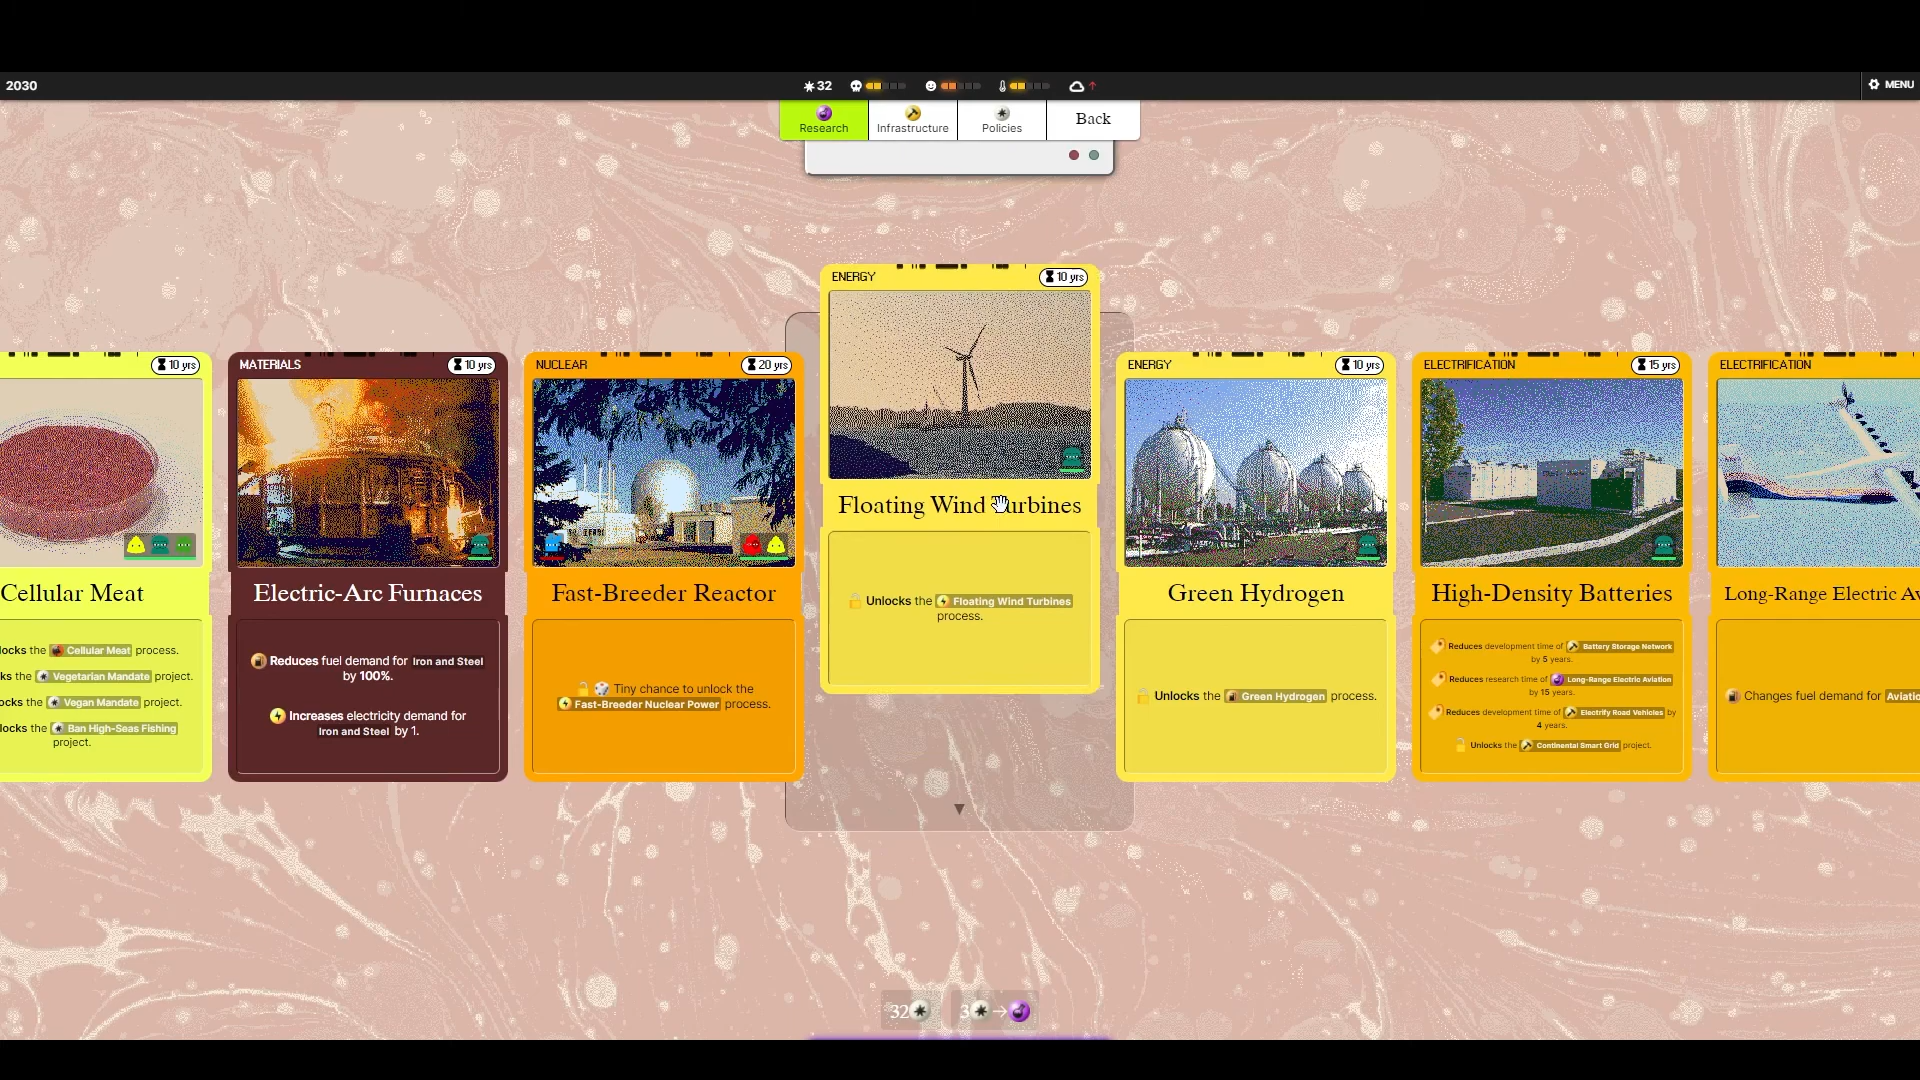 2030
32
MENU
Research
Infrastructure
Policies
Back
10 yrs
Cellular Meat
locks the Cellular Meat process.
ks the Vegetarian Mandate project.
ocks the Vegan Mandate project.
locks the Ban High-Seas Fishing
project.
MATERIALS
10 yrs
Electric-Arc Furnaces
Reduces fuel demand for Iron and Steel
by 100%.
Increases electricity demand for
Iron and Steel by 1.
NUCLEAR
20 yrs
Fast-Breeder Reactor
Tiny chance to unlock the
Fast-Breeder Nuclear Power process.
ENERGY
10 yrs
Floating Wind Turbines
Unlocks the Floating Wind Turbines
process.
ENERGY
10 yrs
Green Hydrogen
Unlocks the Green Hydrogen process.
ELECTRIFICATION
15 yrs
High-Density Batteries
Reduces development time of Battery Storage Network
by 5 years.
Reduces research time of Long-Range Electric Aviation
by 15 years.
Reduces development time of Electrify Road Vehicles by
4 years.
Unlocks the Continental Smart Grid project.
ELECTRIFICATION
Long-Range Electric Av
Changes fuel demand for Aviatio
32
3 →